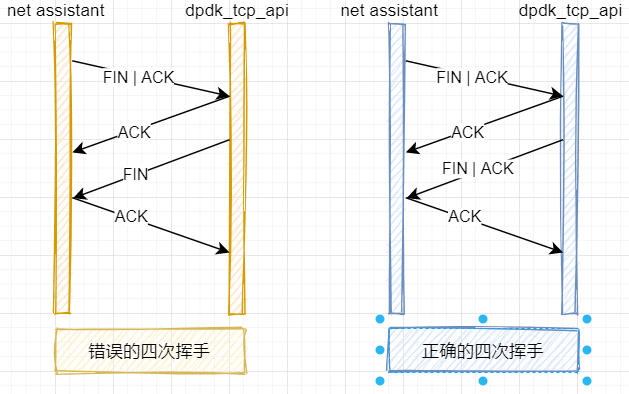 net assistant
dpdk_tcp_api
FIN | ACK
ACK
FIN
ACK
错误的四次挥手
net assistant
dpdk_tcp_api
FIN | ACK
ACK
FIN | ACK
ACK
正确的四次挥手